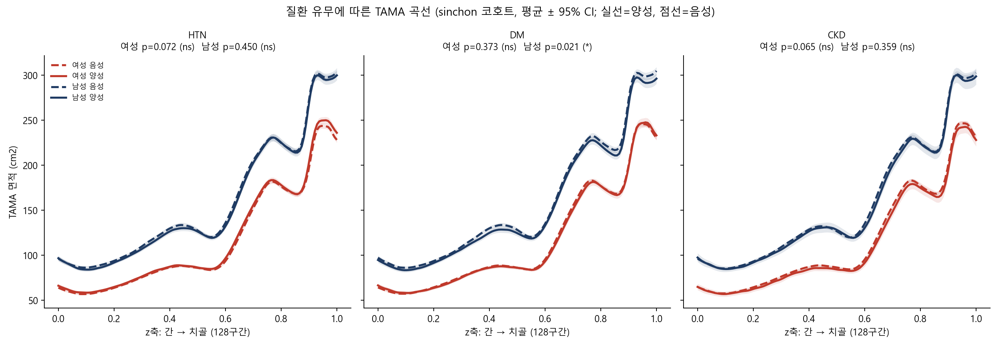 질환 유무에 따른 TAMA 곡선 (sinchon 코호트, 평균 ± 95% CI; 실선=양성, 점선=음성)
HTN
여성 p=0.072 (ns) 남성 p=0.450 (ns)
DM
여성 p=0.373 (ns) 남성 p=0.021 (*)
CKD
여성 p=0.065 (ns) 남성 p=0.359 (ns)
여성 음성
여성 양성
남성 음성
남성 양성
TAMA 면적 (cm2)
300
250
200
150
100
50
0.0 0.2 0.4 0.6 0.8 1.0
z축: 간 → 치골 (128구간)
0.0 0.2 0.4 0.6 0.8 1.0
z축: 간 → 치골 (128구간)
0.0 0.2 0.4 0.6 0.8 1.0
z축: 간 → 치골 (128구간)